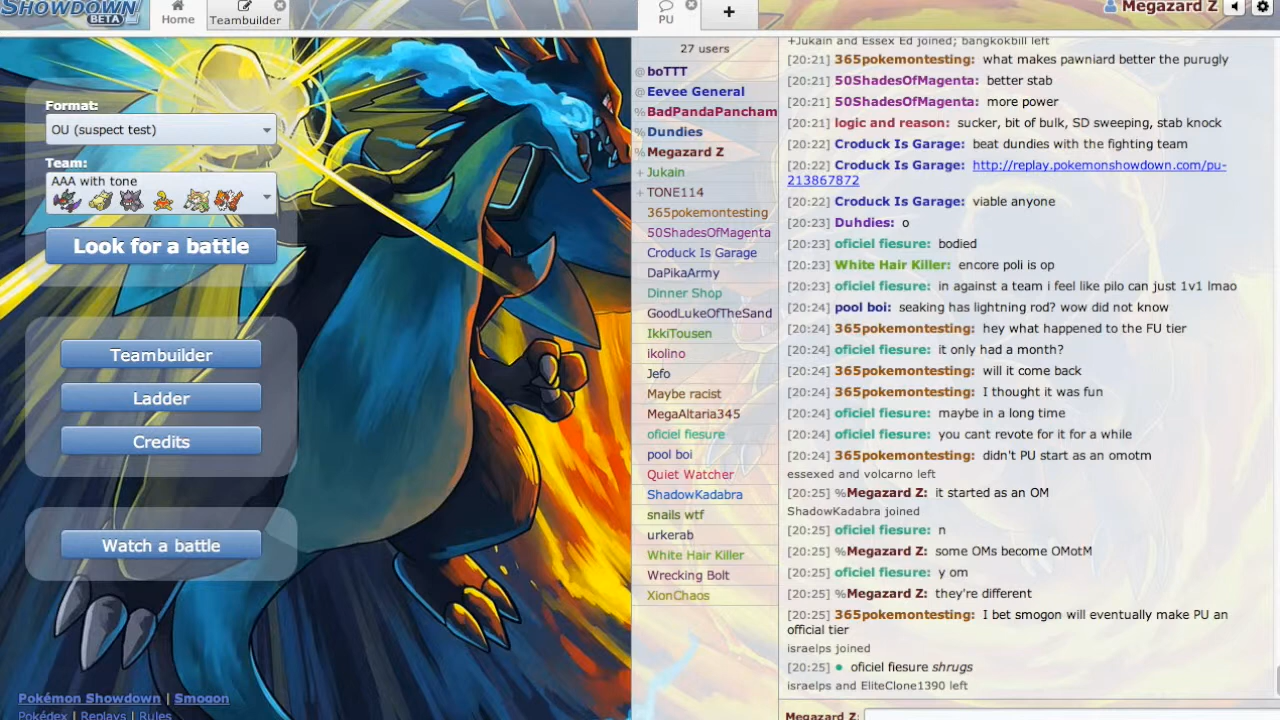 SHOWDOWN
BETA
Home
Teambuilder
PU
+
Megazard Z
Format:
OU (suspect test)
Team:
AAA with tone
Look for a battle
Teambuilder
Ladder
Credits
Watch a battle
Pokémon Showdown | Smogon
Pokédex | Replays | Rules
27 users
@boTTT
@Eevee General
%BadPandaPancham
%Dundies
%Megazard Z
+Jukain
+TONE114
365pokemontesting
50ShadesOfMagenta
Croduck Is Garage
DaPikaArmy
Dinner Shop
GoodLukeOfTheSand
IkkiTousen
ikolino
Jefo
Maybe racist
MegaAltaria345
oficiel fiesure
pool boi
Quiet Watcher
ShadowKadabra
snails wtf
urkerab
White Hair Killer
Wrecking Bolt
XionChaos
+Jukain and Essex Ed joined; bangkokbill left
[20:21] 365pokemontesting: what makes pawniard better the purugly
[20:21] 50ShadesOfMagenta: better stab
[20:21] 50ShadesOfMagenta: more power
[20:21] logic and reason: sucker, bit of bulk, SD sweeping, stab knock
[20:22] Croduck Is Garage: beat dundies with the fighting team
[20:22] Croduck Is Garage: http://replay.pokemonshowdown.com/pu-
213867872
[20:22] Croduck Is Garage: viable anyone
[20:23] Duhdies: o
[20:23] oficiel fiesure: bodied
[20:23] White Hair Killer: encore poli is op
[20:23] oficiel fiesure: in against a team i feel like pilo can just 1v1 lmao
[20:24] pool boi: seaking has lightning rod? wow did not know
[20:24] 365pokemontesting: hey what happened to the FU tier
[20:24] oficiel fiesure: it only had a month?
[20:24] 365pokemontesting: will it come back
[20:24] 365pokemontesting: I thought it was fun
[20:24] oficiel fiesure: maybe in a long time
[20:24] oficiel fiesure: you cant revote for it for a while
[20:24] 365pokemontesting: didn't PU start as an omotm
essexed and volcarno left
[20:25] %Megazard Z: it started as an OM
ShadowKadabra joined
[20:25] oficiel fiesure: n
[20:25] %Megazard Z: some OMs become OMotM
[20:25] oficiel fiesure: y om
[20:25] %Megazard Z: they're different
[20:25] 365pokemontesting: I bet smogon will eventually make PU an
official tier
israelps joined
[20:25] • oficiel fiesure shrugs
israelps and EliteClone1390 left
Megazard Z: